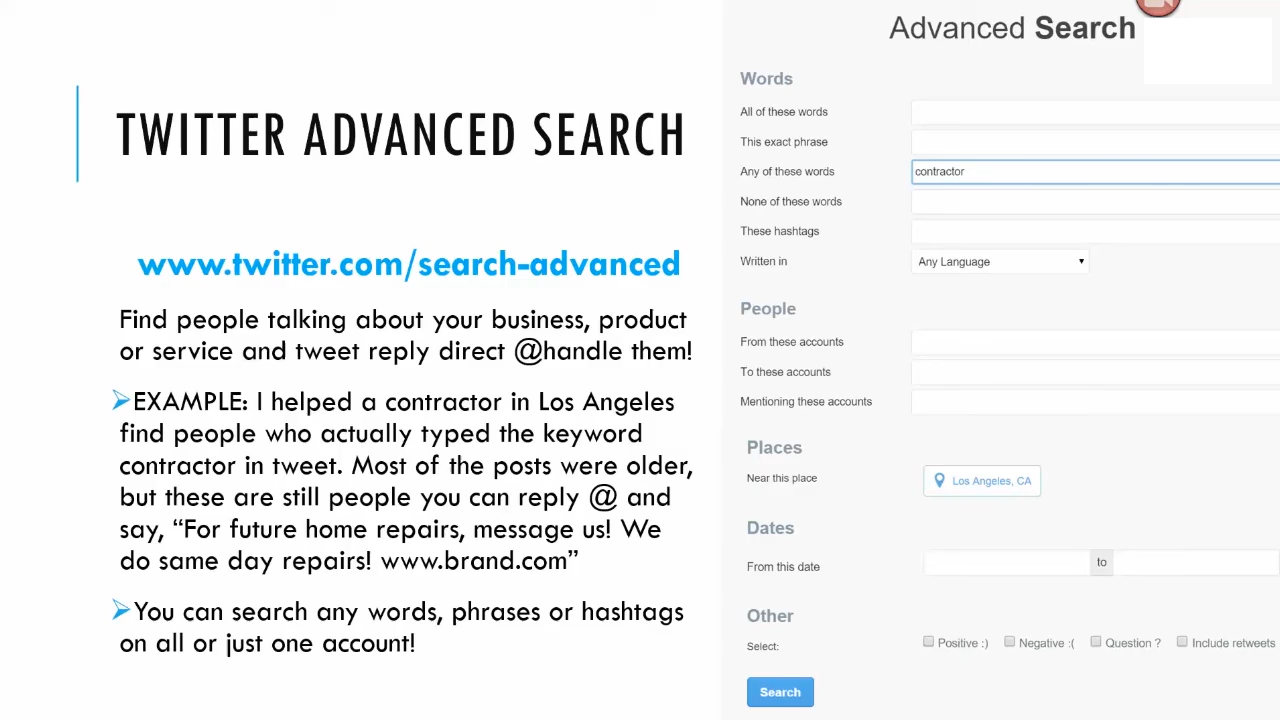 TWITTER ADVANCED SEARCH
www.twitter.com/search-advanced
Find people talking about your business, product
or service and tweet reply direct @handle them!
➢EXAMPLE: I helped a contractor in Los Angeles
find people who actually typed the keyword
contractor in tweet. Most of the posts were older,
but these are still people you can reply @ and
say, “For future home repairs, message us! We
do same day repairs! www.brand.com”
➢You can search any words, phrases or hashtags
on all or just one account!
Advanced Search
Words
All of these words
This exact phrase
Any of these words contractor
None of these words
These hashtags
Written in Any Language
People
From these accounts
To these accounts
Mentioning these accounts
Places
Near this place Los Angeles, CA
Dates
From this date to
Other
Select: Positive :) Negative :( Question ? Include retweets
Search